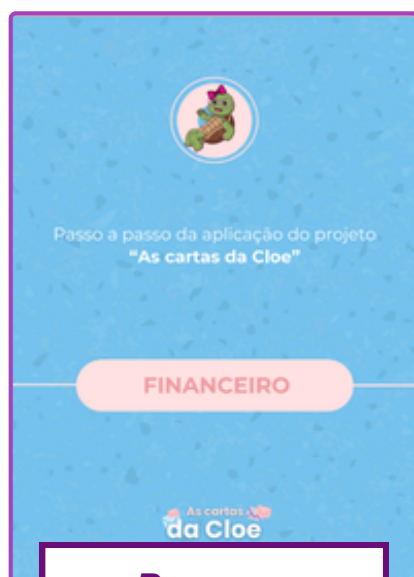 Passo a passo da aplicação do projeto
“As cartas da Cloe”
FINANCEIRO
As cartas
da Cloe